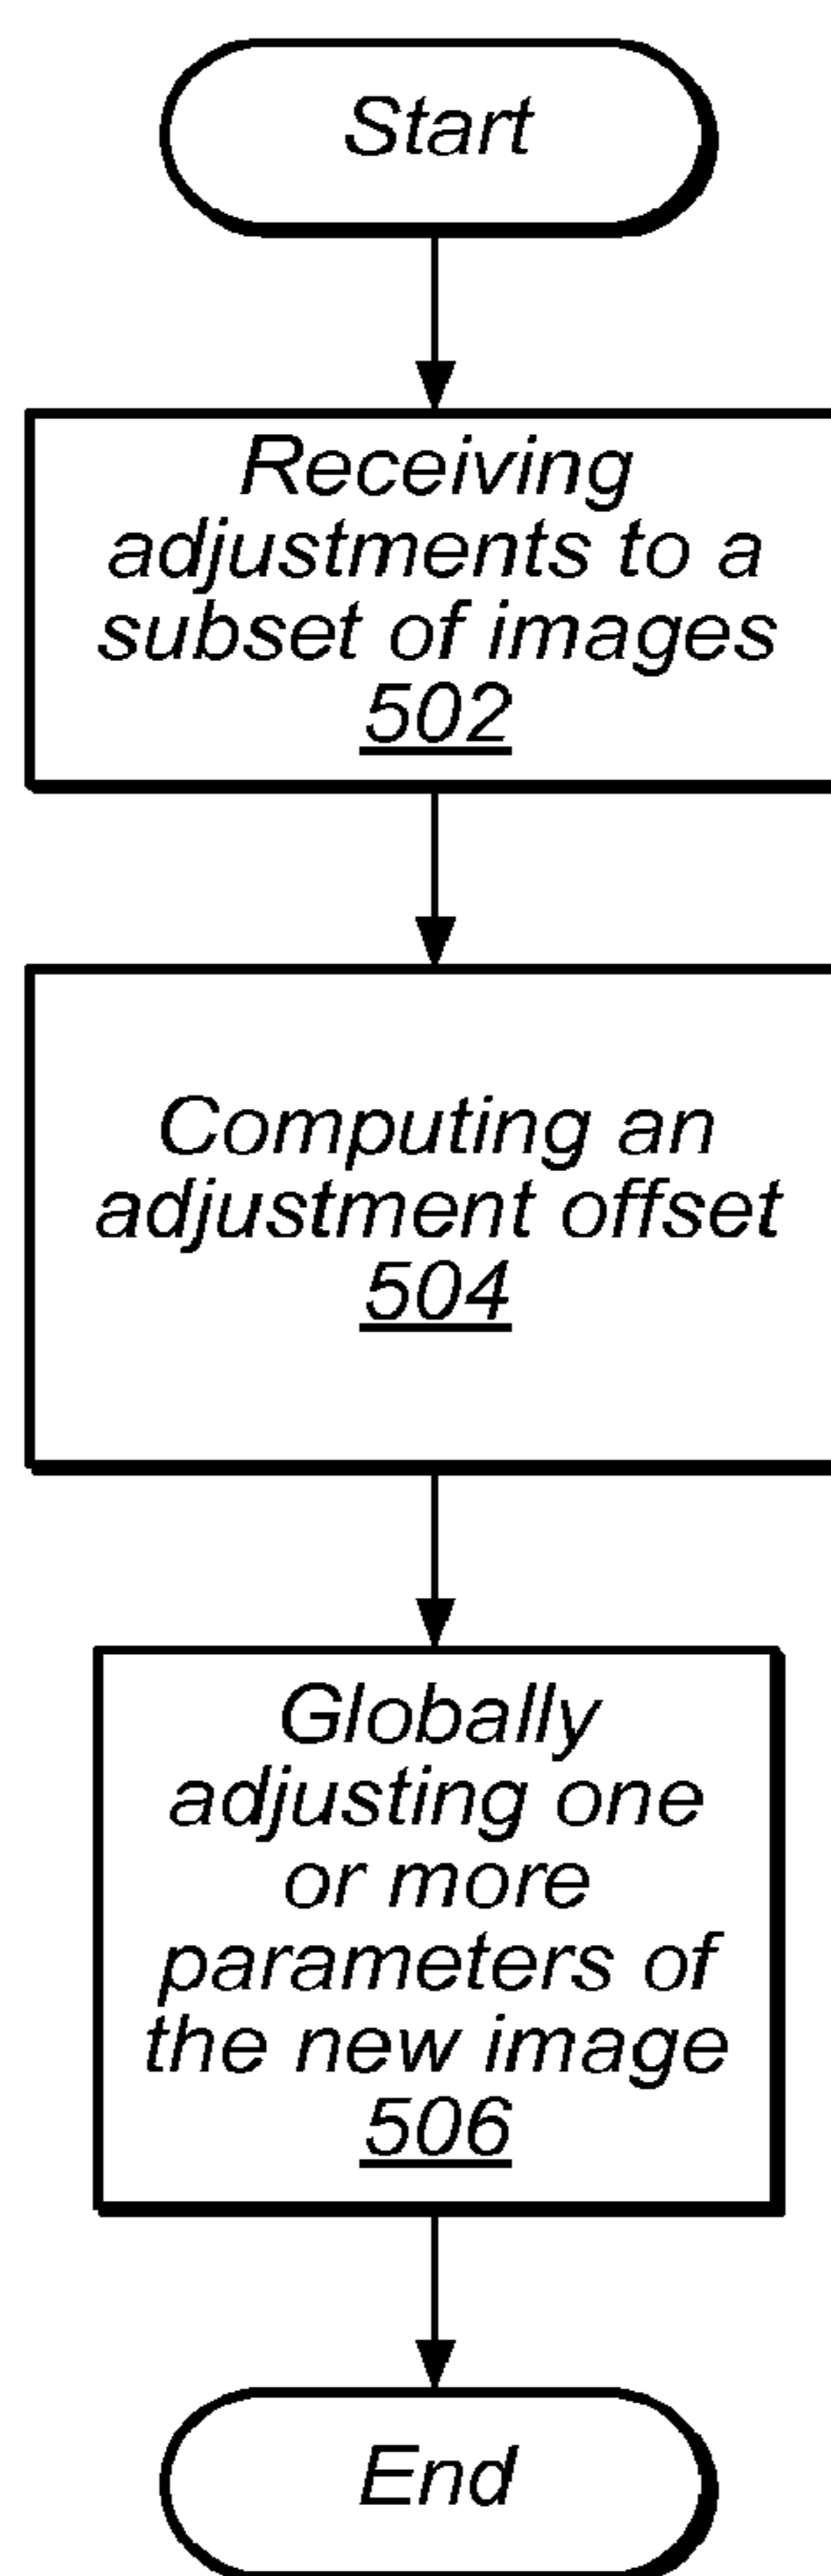 Start
Receiving
adjustments to a
subset of images
502
Computing an
adjustment offset
504
Globally
adjusting one
or more
parameters of
the new image
506
End